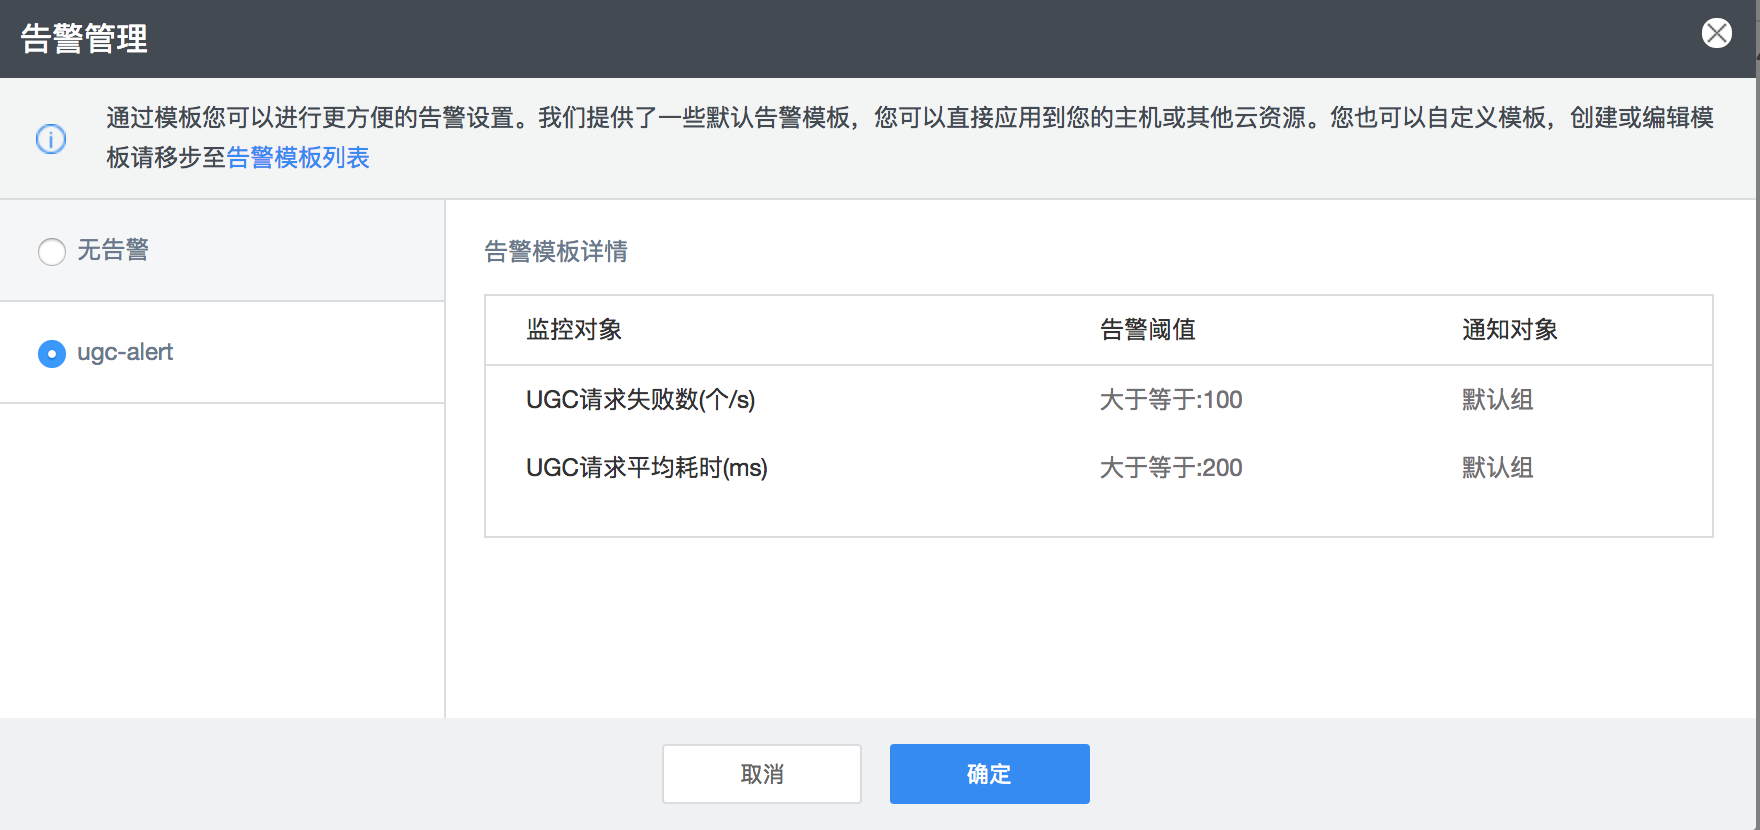 告警管理
通过模板您可以进行更方便的告警设置。我们提供了一些默认告警模板，您可以直接应用到您的主机或其他云资源。您也可以自定义模板，创建或编辑模
板请移步至告警模板列表
无告警
ugc-alert
告警模板详情
监控对象 告警阈值 通知对象
UGC请求失败数(个/s) 大于等于:100 默认组
UGC请求平均耗时(ms) 大于等于:200 默认组
取消 确定